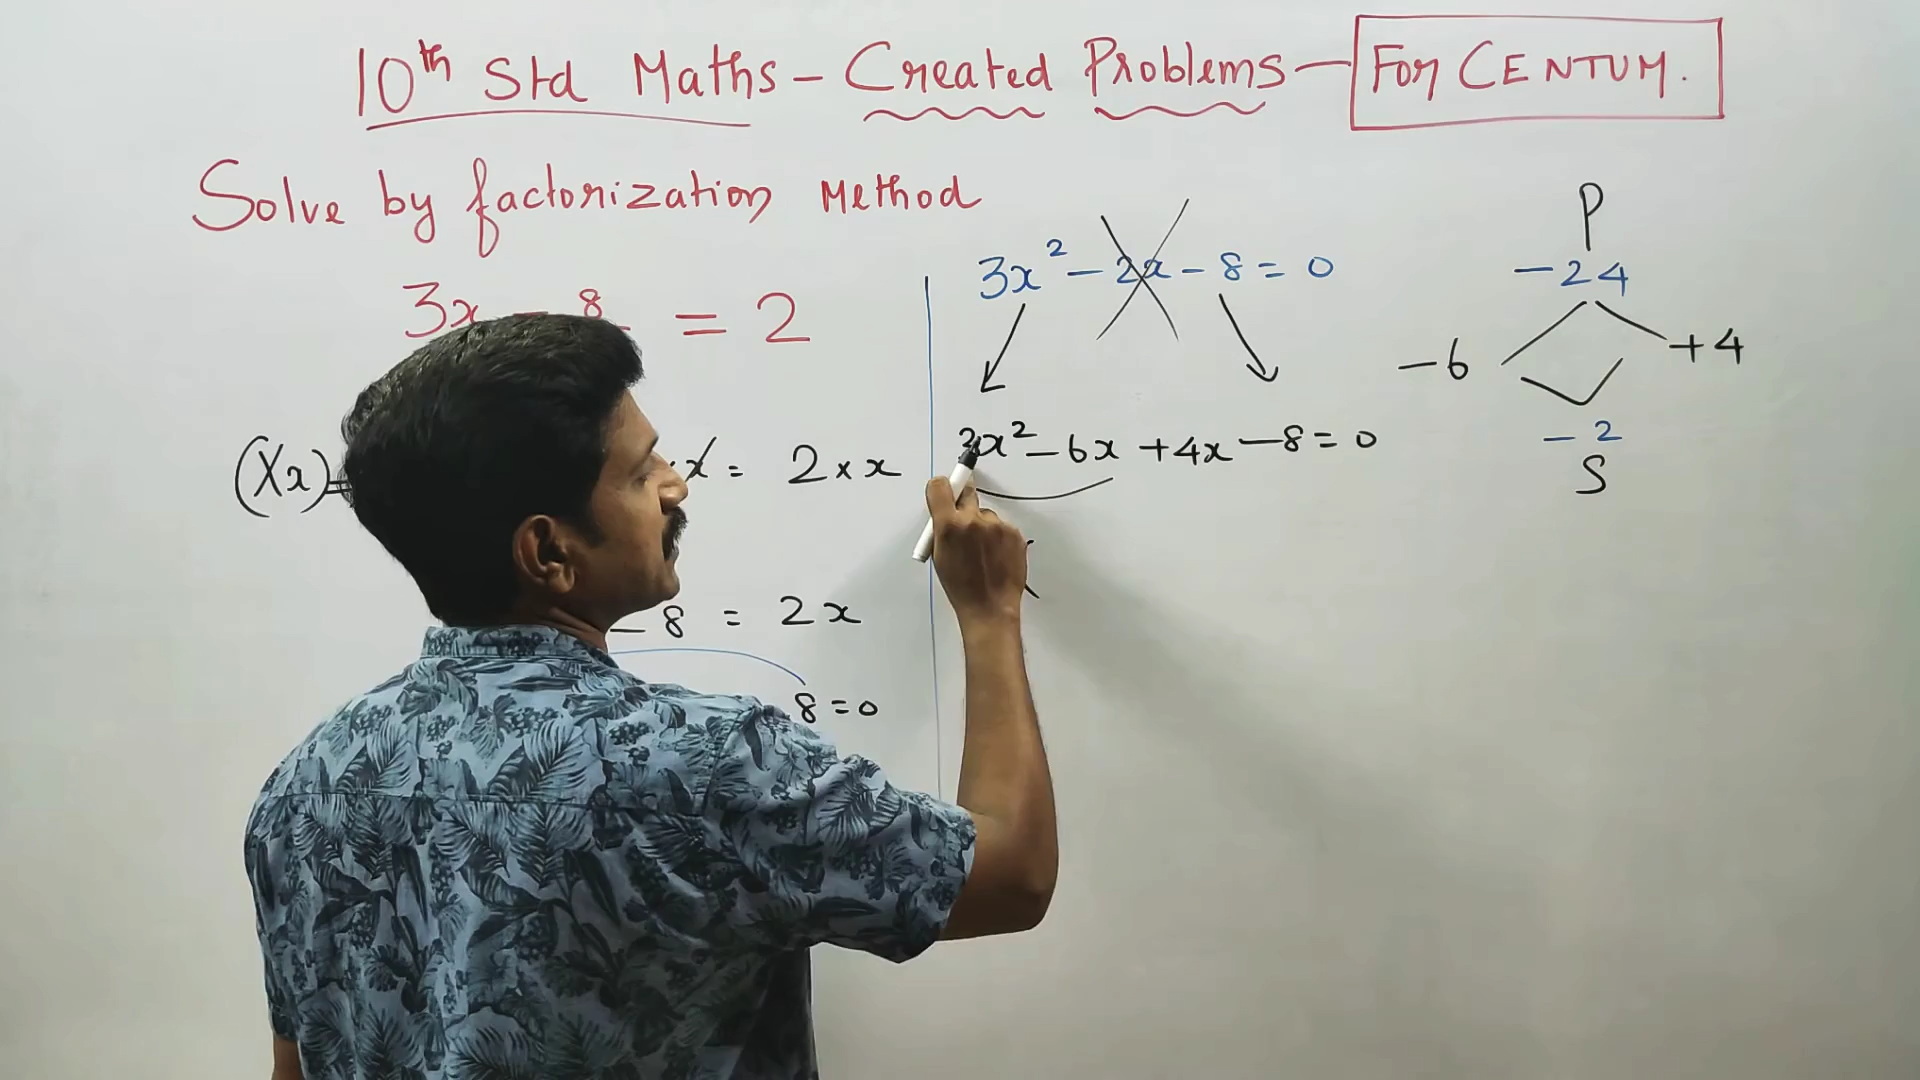 10th Std Maths - Created Problems - For CENTUM.
Solve by factorization Method
3x - 8 = 2
(Xx) = x = 2 × x
- 8 = 2x
8 = 0
3x² - 2x - 8 = 0
3x² - 6x + 4x - 8 = 0
P
-24
-6 +4
-2
S